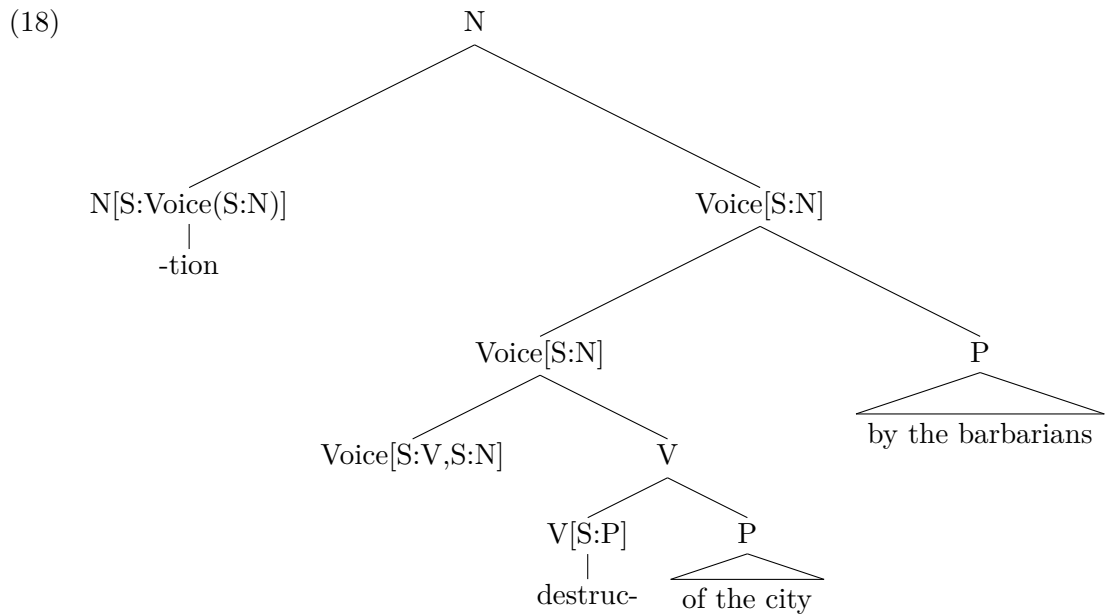 (18) N
N[S:Voice(S:N)] Voice[S:N]
-tion
Voice[S:N] P
by the barbarians
Voice[S:V,S:N] V
V[S:P] P
destruc- of the city